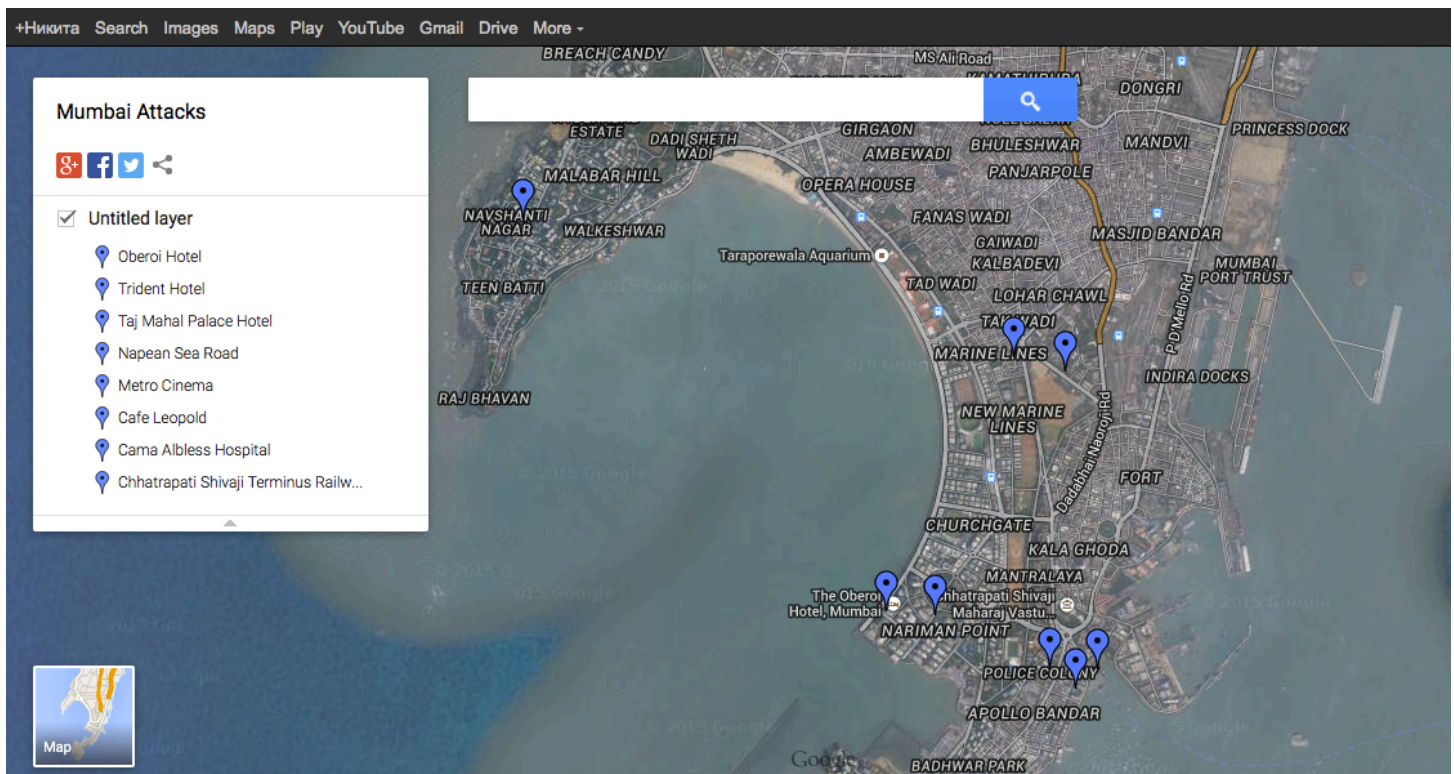 +Никита Search Images Maps Play YouTube Gmail Drive More
Mumbai Attacks
Untitled layer
Oberoi Hotel
Trident Hotel
Taj Mahal Palace Hotel
Napean Sea Road
Metro Cinema
Cafe Leopold
Cama Albless Hospital
Chhatrapati Shivaji Terminus Railw...
Map
BREACH CANDY
MS Ali Road
KAMATHIPURA
DONGRI
PRINCESS DOCK
ESTATE
DADI SHETH
WADI
GIRGAON
BHULESHWAR
MANDVI
AMBEWADI
MALABAR HILL
OPERA HOUSE
PANJARPOLE
NAVSHANTI
NAGAR
WALKESHWAR
FANAS WADI
MASJID BANDAR
GAIWADI
KALBADEVI
Taraporewala Aquarium
MUMBAI
PORT TRUST
TEEN BATTI
© 2015 Google
TAD WADI
LOHAR CHAWL
P D'Mello Rd
MARINE LINES
INDIRA DOCKS
RAJ BHAVAN
NEW MARINE
LINES
Dadabhai Naoroji Rd
© 2015 Google
FORT
CHURCHGATE
KALA GHODA
MANTRALAYA
The Oberoi
Hotel, Mumbai
Chhatrapati Shivaji
Maharaj Vastu...
NARIMAN POINT
POLICE COLONY
APOLLO BANDAR
Google
BADHWAR PARK